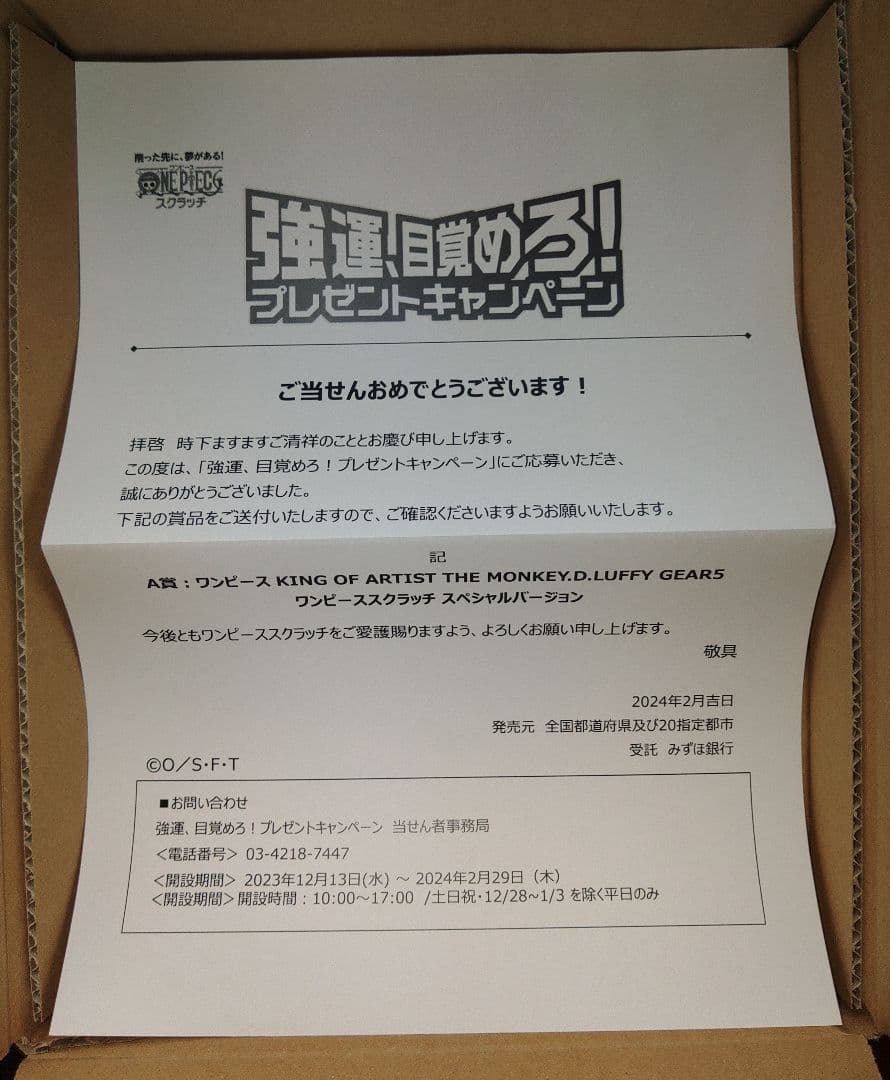 削った先に、夢がある!
ONE PIECE
スクラッチ
強運、目覚めろ!
プレゼントキャンペーン
ご当せんおめでとうございます!
拝啓 時下ますますご清祥のこととお慶び申し上げます。
この度は、「強運、目覚めろ!プレゼントキャンペーン」にご応募いただき、
誠にありがとうございました。
下記の賞品をご送付いたしますので、ご確認くださいますようお願いいたします。
記
A賞:ワンピース KING OF ARTIST THE MONKEY.D.LUFFY GEAR5
ワンピーススクラッチ スペシャルバージョン
今後ともワンピーススクラッチをご愛護賜りますよう、よろしくお願い申し上げます。
敬具
2024年2月吉日
発売元 全国都道府県及び20指定都市
受託 みずほ銀行
©O/S・F・T
■お問い合わせ
強運、目覚めろ!プレゼントキャンペーン 当せん者事務局
<電話番号> 03-4218-7447
<開設期間> 2023年12月13日(水) ~ 2024年2月29日(木)
<開設期間>開設時間:10:00~17:00 /土日祝・12/28~1/3 を除く平日のみ